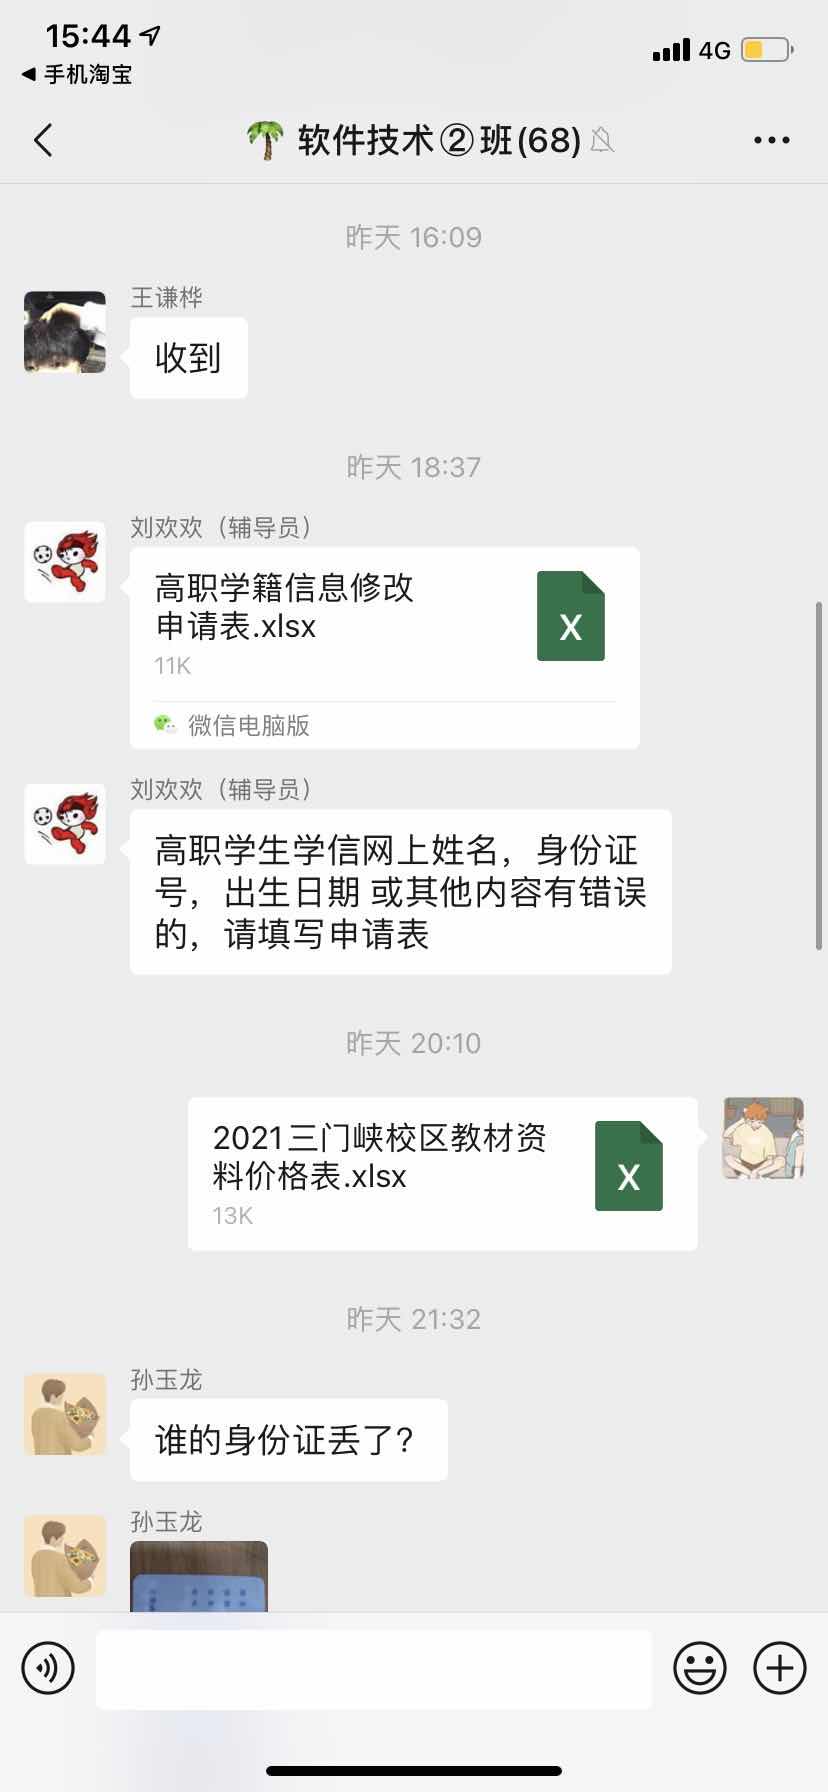 15:44
4G
手机淘宝
🌴 软件技术②班(68)
昨天 16:09
王谦桦
收到
昨天 18:37
刘欢欢（辅导员）
高职学籍信息修改
申请表.xlsx
X
11K
微信电脑版
刘欢欢（辅导员）
高职学生学信网上姓名，身份证
号，出生日期 或其他内容有错误
的，请填写申请表
昨天 20:10
2021三门峡校区教材资
料价格表.xlsx
X
13K
昨天 21:32
孙玉龙
谁的身份证丢了?
孙玉龙